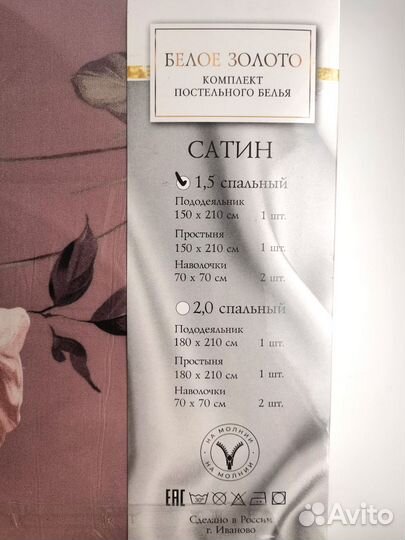 БЕЛОЕ ЗОЛОТО
КОМПЛЕКТ
ПОСТЕЛЬНОГО БЕЛЬЯ
САТИН
1,5 спальный
Пододеяльник
150 х 210 см 1 шт.
Простыня
150 х 210 см 1 шт.
Наволочки
70 х 70 см 2 шт.
2,0 спальный
Пододеяльник
180 х 210 см 1 шт.
Простыня
180 х 210 см 1 шт.
Наволочки
70 х 70 см 2 шт.
НА МОЛНИИ
НА МОЛНИИ
ЕАС
Сделано в России
г. Иваново
Avito